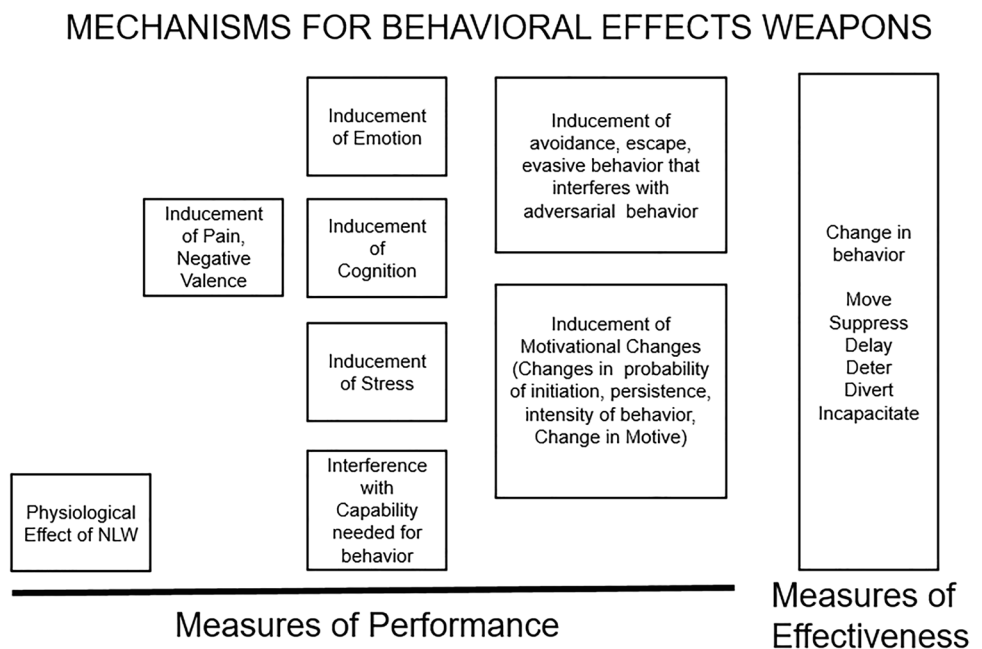 MECHANISMS FOR BEHAVIORAL EFFECTS WEAPONS
Physiological
Effect of NLW
Inducement
of Pain,
Negative
Valence
Inducement
of Emotion
Inducement
of
Cognition
Inducement
of Stress
Interference
with
Capability
needed for
behavior
Inducement of
avoidance, escape,
evasive behavior that
interferes with
adversarial behavior
Inducement of
Motivational Changes
(Changes in probability
of initiation, persistence,
intensity of behavior,
Change in Motive)
Change in
behavior
Move
Suppress
Delay
Deter
Divert
Incapacitate
Measures of Performance
Measures of
Effectiveness